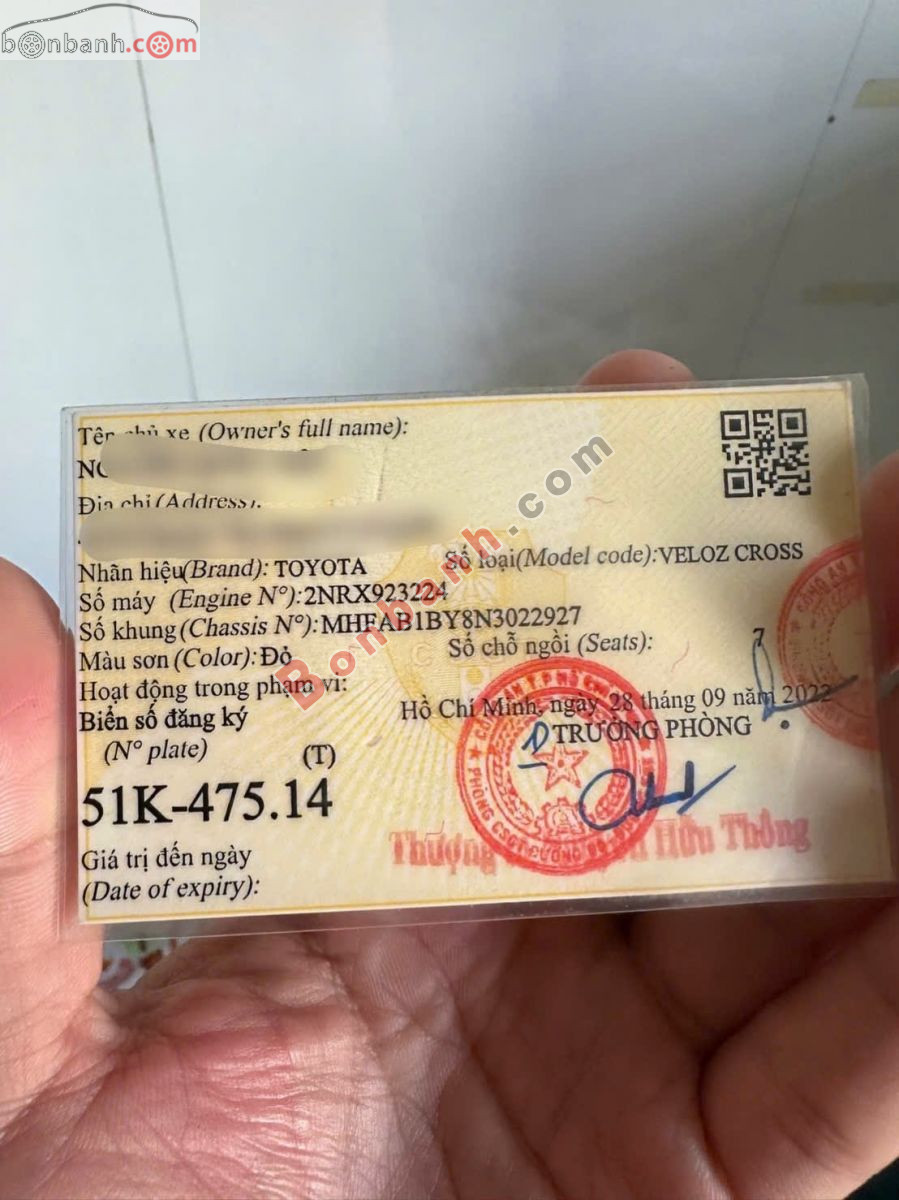 bonbanh.com
Tên chủ xe (Owner's full name):
Địa chỉ (Address):
Nhãn hiệu(Brand): TOYOTA Số loại(Model code):VELOZ CROSS
Số máy (Engine N°):2NRX923224
Số khung (Chassis N°):MHFAB1BY8N3022927
Màu sơn (Color): Đỏ Số chỗ ngồi (Seats): 7
Hoạt động trong phạm vi:
Biển số đăng ký Hồ Chí Minh, ngày 28 tháng 09 năm 2022
(N° plate) (T) TRƯỞNG PHÒNG
51K-475.14
Thượng Hữu Thông
Giá trị đến ngày
(Date of expiry):
Bonbanh.com